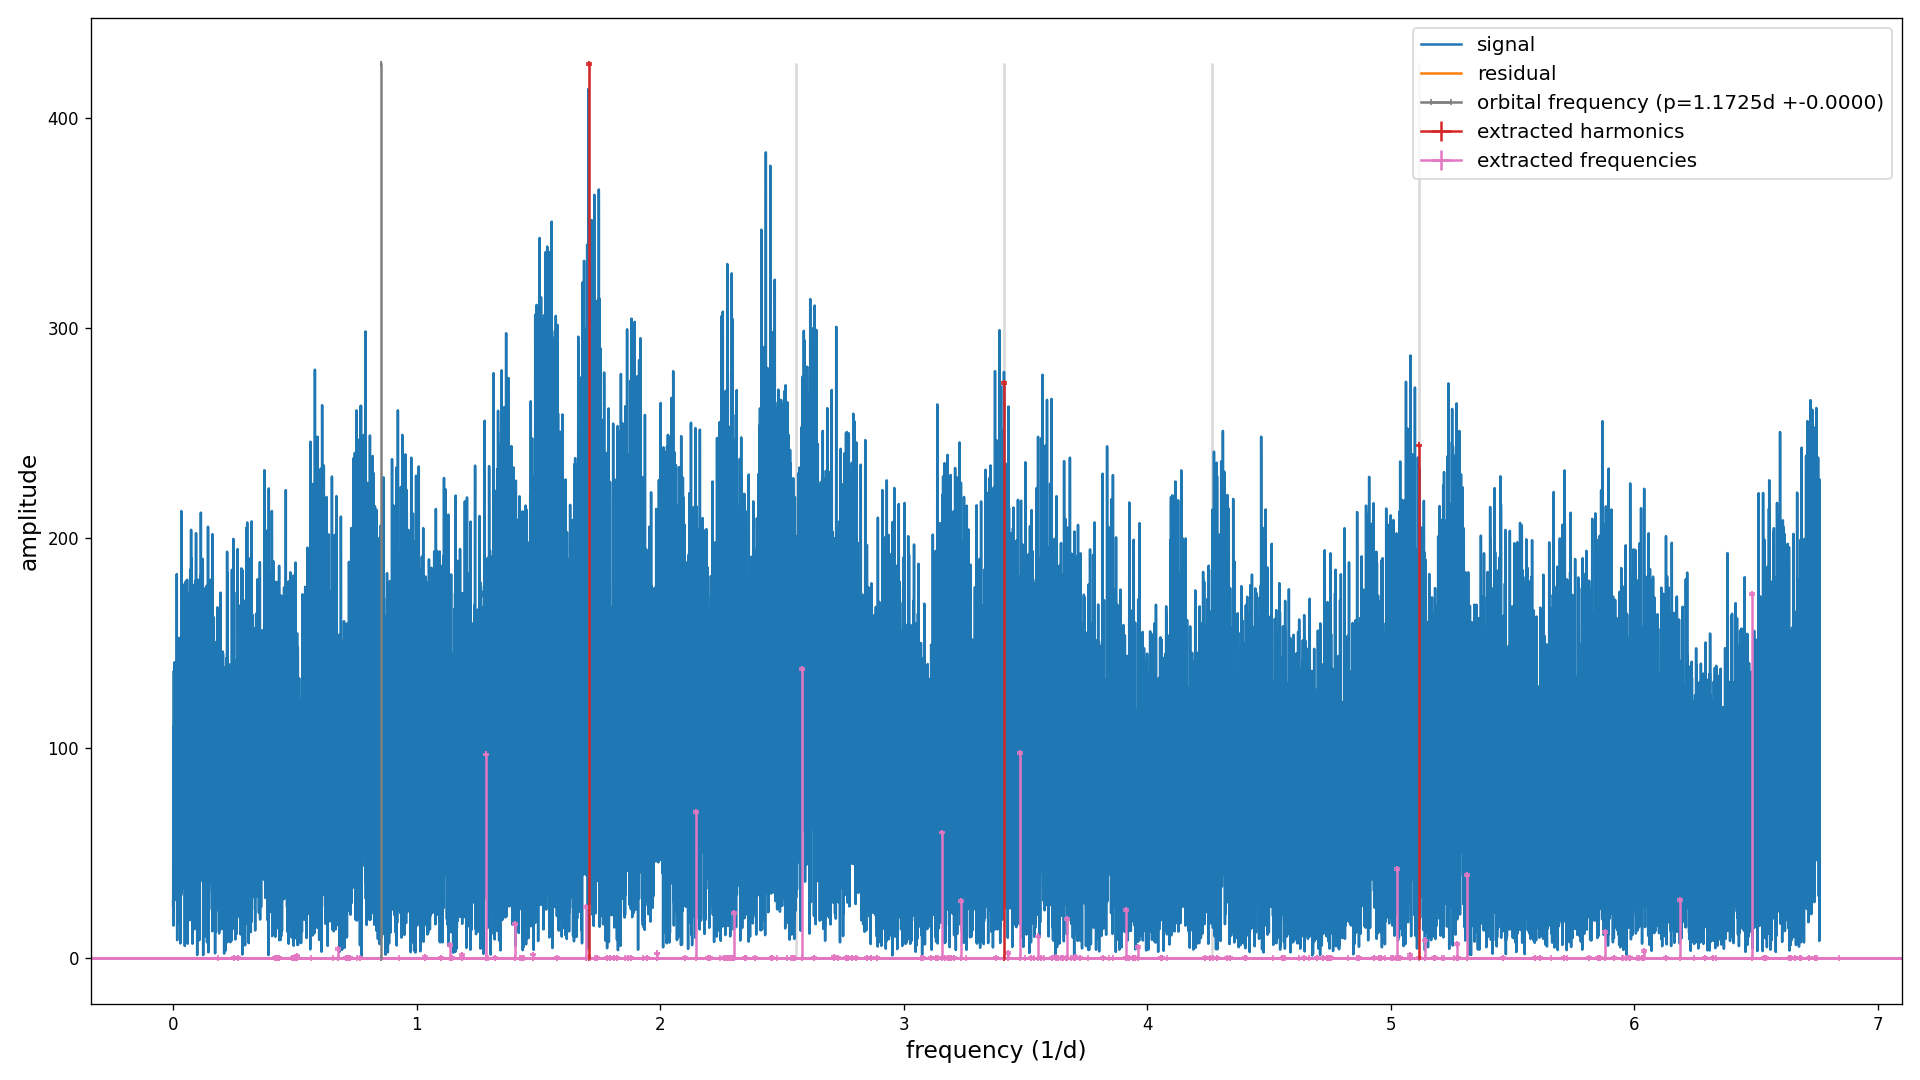 signal
residual
orbital frequency (p=1.1725d +-0.0000)
extracted harmonics
extracted frequencies
amplitude
400
300
200
100
0
0 1 2 3 4 5 6 7
frequency (1/d)